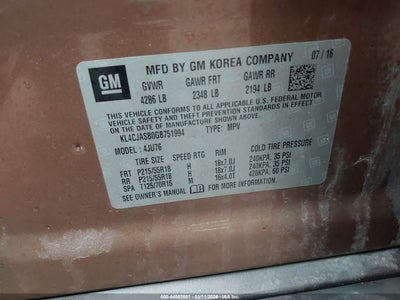 GM
MFD BY GM KOREA COMPANY 07/16
GVWR GAWR FRT GAWR RR
4286 LB 2348 LB 2194 LB
THIS VEHICLE CONFORMS TO ALL APPLICABLE U.S. FEDERAL MOTOR
VEHICLE SAFETY, BUMPER, AND THEFT PREVENTION STANDARDS
IN EFFECT ON THE DATE OF MANUFACTURE SHOWN ABOVE.
KL4CJASB0GB751994 TYPE: MPV
MODEL: 4JU76
TIRE SIZE SPEED RTG RIM COLD TIRE PRESSURE
FRT P215/55R18 H 18x7.0J 240KPA, 35 PSI
RR P215/55R18 H 18x7.0J 240KPA, 35 PSI
SPA T125/70R16 M 16x4.0T 420KPA, 60 PSI
SEE OWNER'S MANUAL FOR MORE INFORMATION.